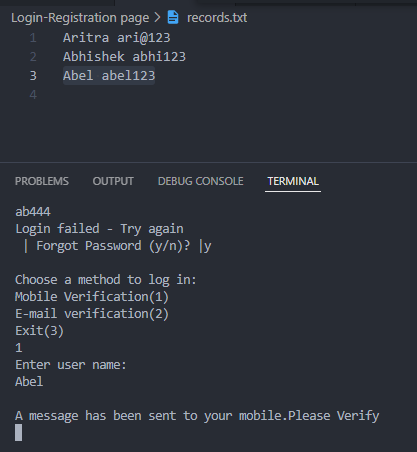 Login-Registration page > records.txt
1 Aritra ari@123
2 Abhishek abhi123
3 Abel abel123
4
PROBLEMS OUTPUT DEBUG CONSOLE TERMINAL
ab444
Login failed - Try again
| Forgot Password (y/n)? |y
Choose a method to log in:
Mobile Verification(1)
E-mail verification(2)
Exit(3)
1
Enter user name:
Abel
A message has been sent to your mobile.Please Verify